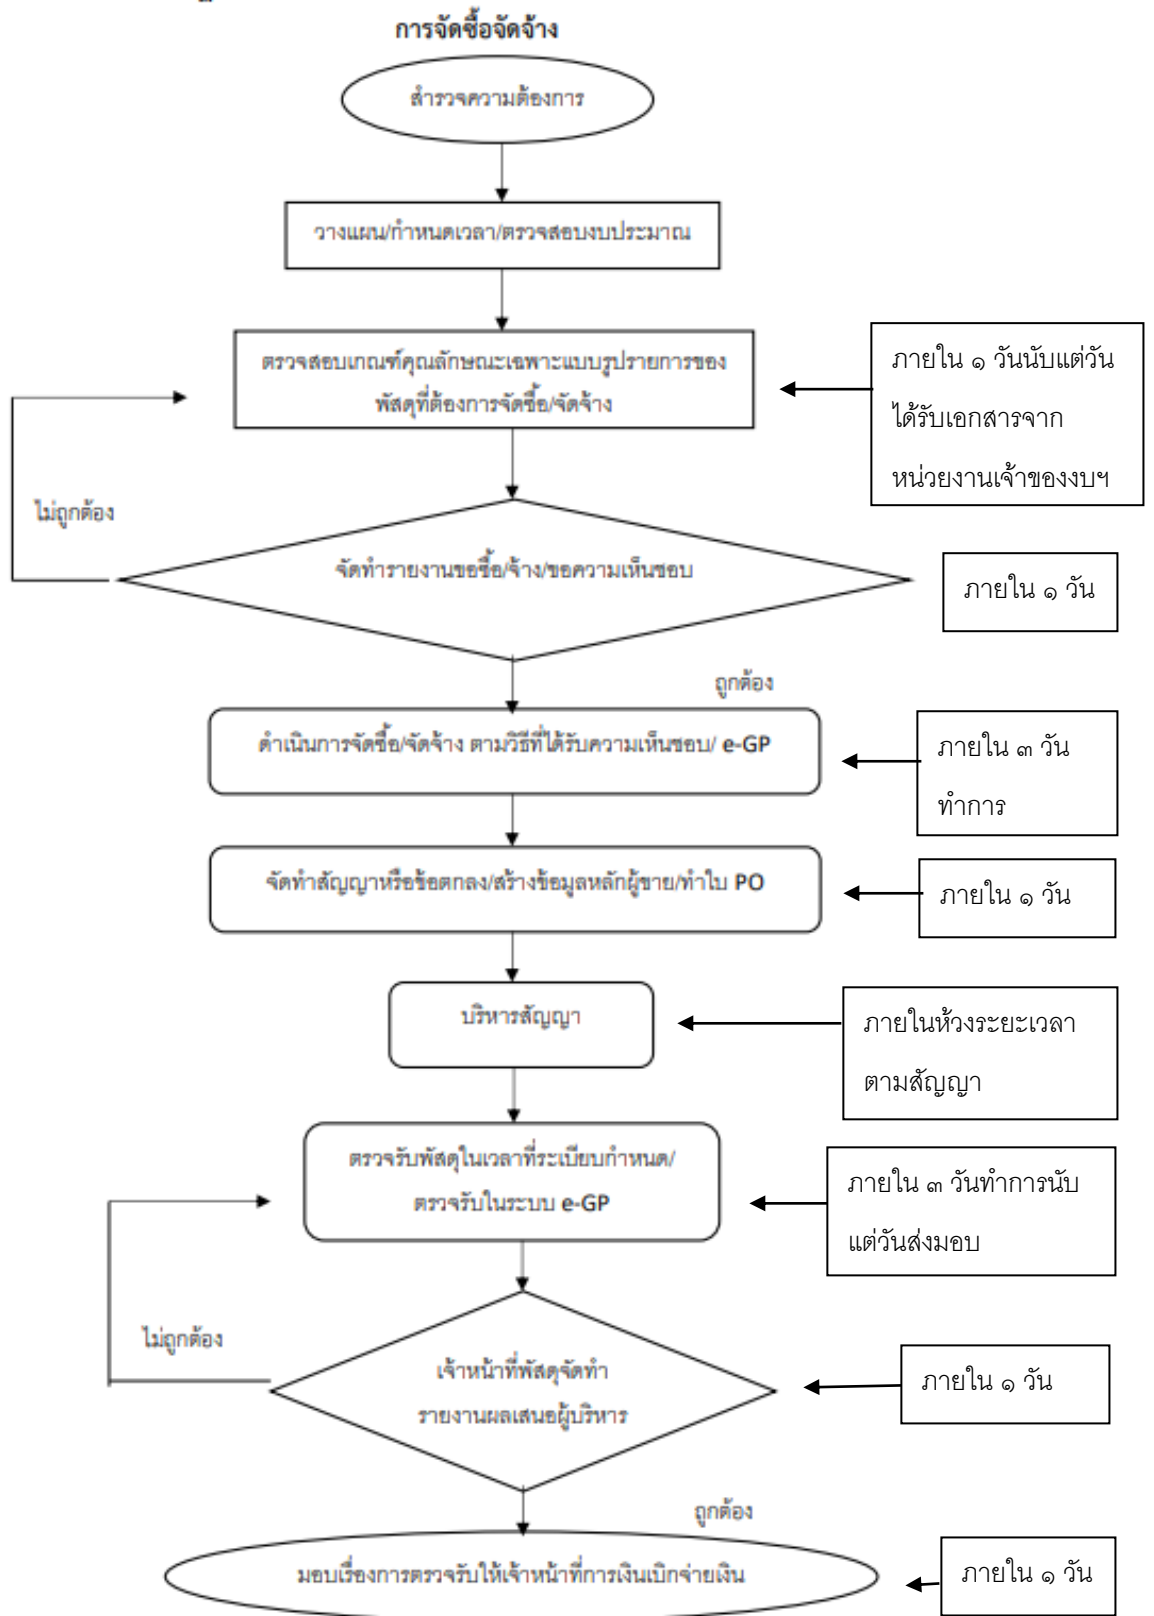 การจัดซื้อจัดจ้าง
สำรวจความต้องการ
วางแผน/กำหนดเวลา/ตรวจสอบงบประมาณ
ตรวจสอบเกณฑ์คุณลักษณะเฉพาะแบบรูปรายการของ
พัสดุที่ต้องการจัดซื้อ/จัดจ้าง
ภายใน ๑ วันนับแต่วัน
ได้รับเอกสารจาก
หน่วยงานเจ้าของงบฯ
ไม่ถูกต้อง
จัดทำรายงานขอซื้อ/จ้าง/ขอความเห็นชอบ
ภายใน ๑ วัน
ถูกต้อง
ดำเนินการจัดซื้อ/จัดจ้าง ตามวิธีที่ได้รับความเห็นชอบ/ e-GP
ภายใน ๓ วัน
ทำการ
จัดทำสัญญาหรือข้อตกลง/สร้างข้อมูลหลักผู้ขาย/ทำใบ PO
ภายใน ๑ วัน
บริหารสัญญา
ภายในห้วงระยะเวลา
ตามสัญญา
ตรวจรับพัสดุในเวลาที่ระเบียบกำหนด/
ตรวจรับในระบบ e-GP
ภายใน ๓ วันทำการนับ
แต่วันส่งมอบ
ไม่ถูกต้อง
เจ้าหน้าที่พัสดุจัดทำ
รายงานผลเสนอผู้บริหาร
ภายใน ๑ วัน
ถูกต้อง
มอบเรื่องการตรวจรับให้เจ้าหน้าที่การเงินเบิกจ่ายเงิน
ภายใน ๑ วัน